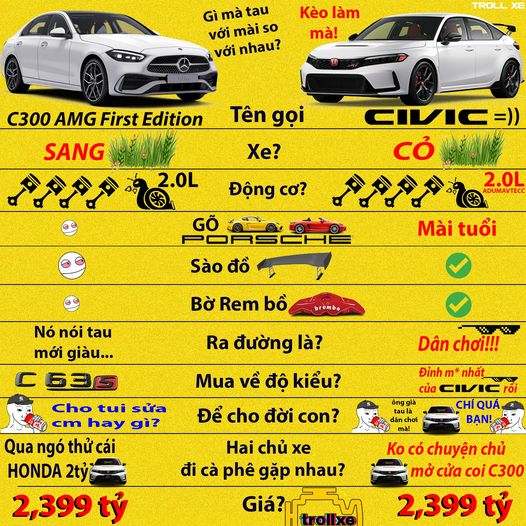 TROLL XE
Gì mà tau
với mài so
với nhau?
Kèo làm
mà!
C300 AMG First Edition
Tên gọi
CIVIC =))
SANG
Xe?
CỎ
2.0L
Động cơ?
2.0L
ADUMAVTECC
GÕ
PORSCHE
Mài tuổi
Sào đồ
Bờ Rem bồ
brembo
Nó nói tau
mới giàu...
Ra đường là?
Dân chơi!!!
C 63s
Mua về độ kiểu?
Đỉnh m* nhất
của CIVIC rồi
Cho tui sửa
cm hay gì?
Để cho đời con?
ông già
tau là
dân chơi
mà!
CHÍ QUÁ
BẠN!
Qua ngó thử cái
HONDA 2tỷ
Hai chủ xe
đi cà phê gặp nhau?
Ko có chuyện chủ
mở cửa coi C300
2,399 tỷ
Giá?
trollxe
2,399 tỷ